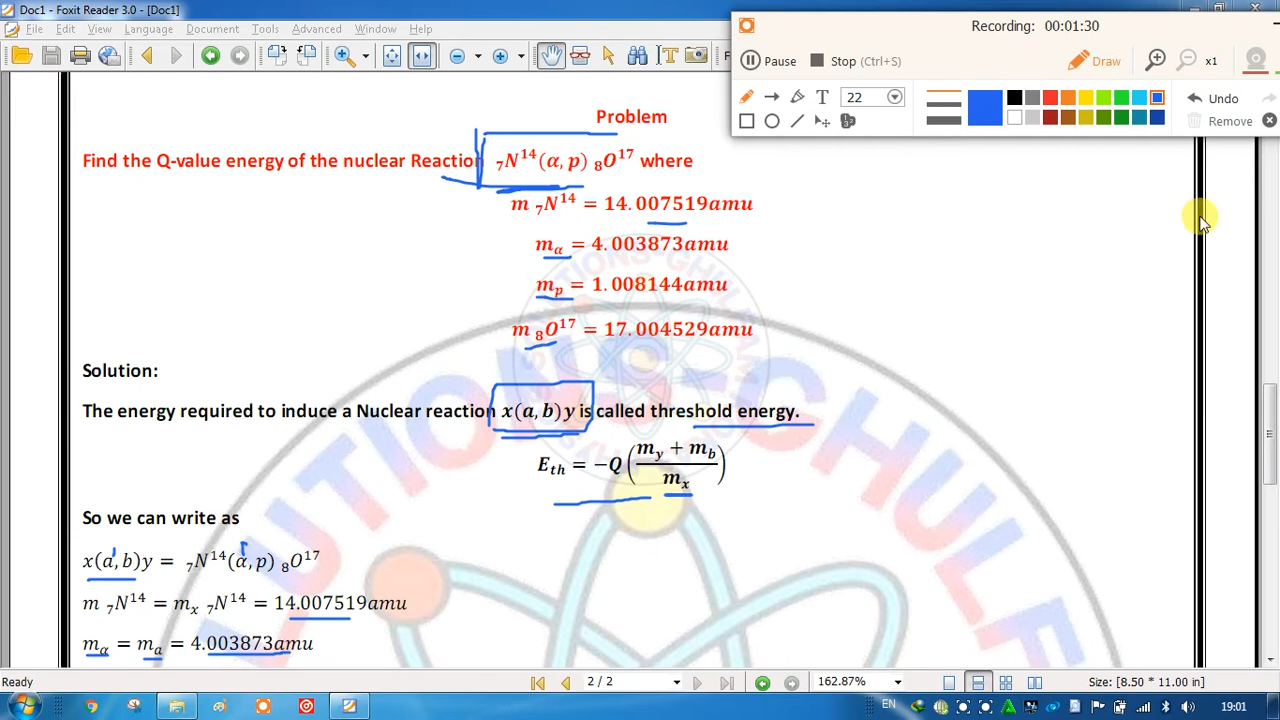 Doc1 - Foxit Reader 3.0 - [Doc1]
File Edit View Language Document Tools Advanced Window Help
Recording: 00:01:30
Pause Stop (Ctrl+S) Draw x1
T 22 Undo
Remove
Problem
Find the Q-value energy of the nuclear Reaction ₇N¹⁴(α, p) ₈O¹⁷ where
m ₇N¹⁴ = 14.007519amu
mα = 4.003873amu
mₚ = 1.008144amu
m ₈O¹⁷ = 17.004529amu
Solution:
The energy required to induce a Nuclear reaction x(a, b)y is called threshold energy.
E_th = −Q ((m_y + m_b)/m_x)
So we can write as
x(a, b)y = ₇N¹⁴(α, p) ₈O¹⁷
m ₇N¹⁴ = mₓ ₇N¹⁴ = 14.007519amu
mα = mₐ = 4.003873amu
Ready 2 / 2 162.87% Size: [8.50 * 11.00 in]
EN 19:01